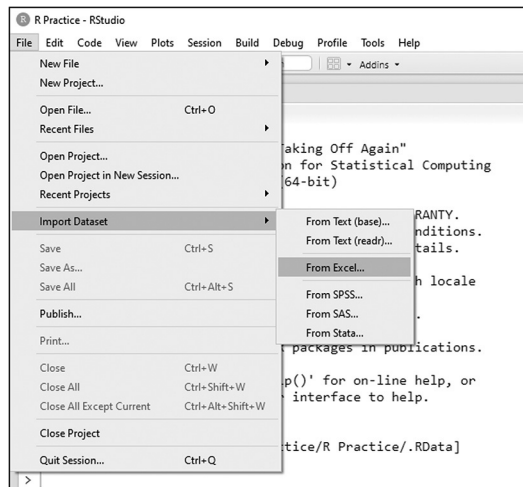 R Practice - RStudio
File Edit Code View Plots Session Build Debug Profile Tools Help
Addins
New File
New Project...
Open File... Ctrl+O
Recent Files
Open Project...
Open Project in New Session...
Recent Projects
Import Dataset
Save Ctrl+S
Save As...
Save All Ctrl+Alt+S
Publish...
Print...
Close Ctrl+W
Close All Ctrl+Shift+W
Close All Except Current Ctrl+Alt+Shift+W
Close Project
Quit Session... Ctrl+Q
From Text (base)...
From Text (readr)...
From Excel...
From SPSS...
From SAS...
From Stata...
aking Off Again"
n for Statistical Computing
64-bit)
RANTY.
nditions.
tails.
h locale
.
packages in publications.
lp()' for on-line help, or
interface to help.
tice/R Practice/.RData]
>